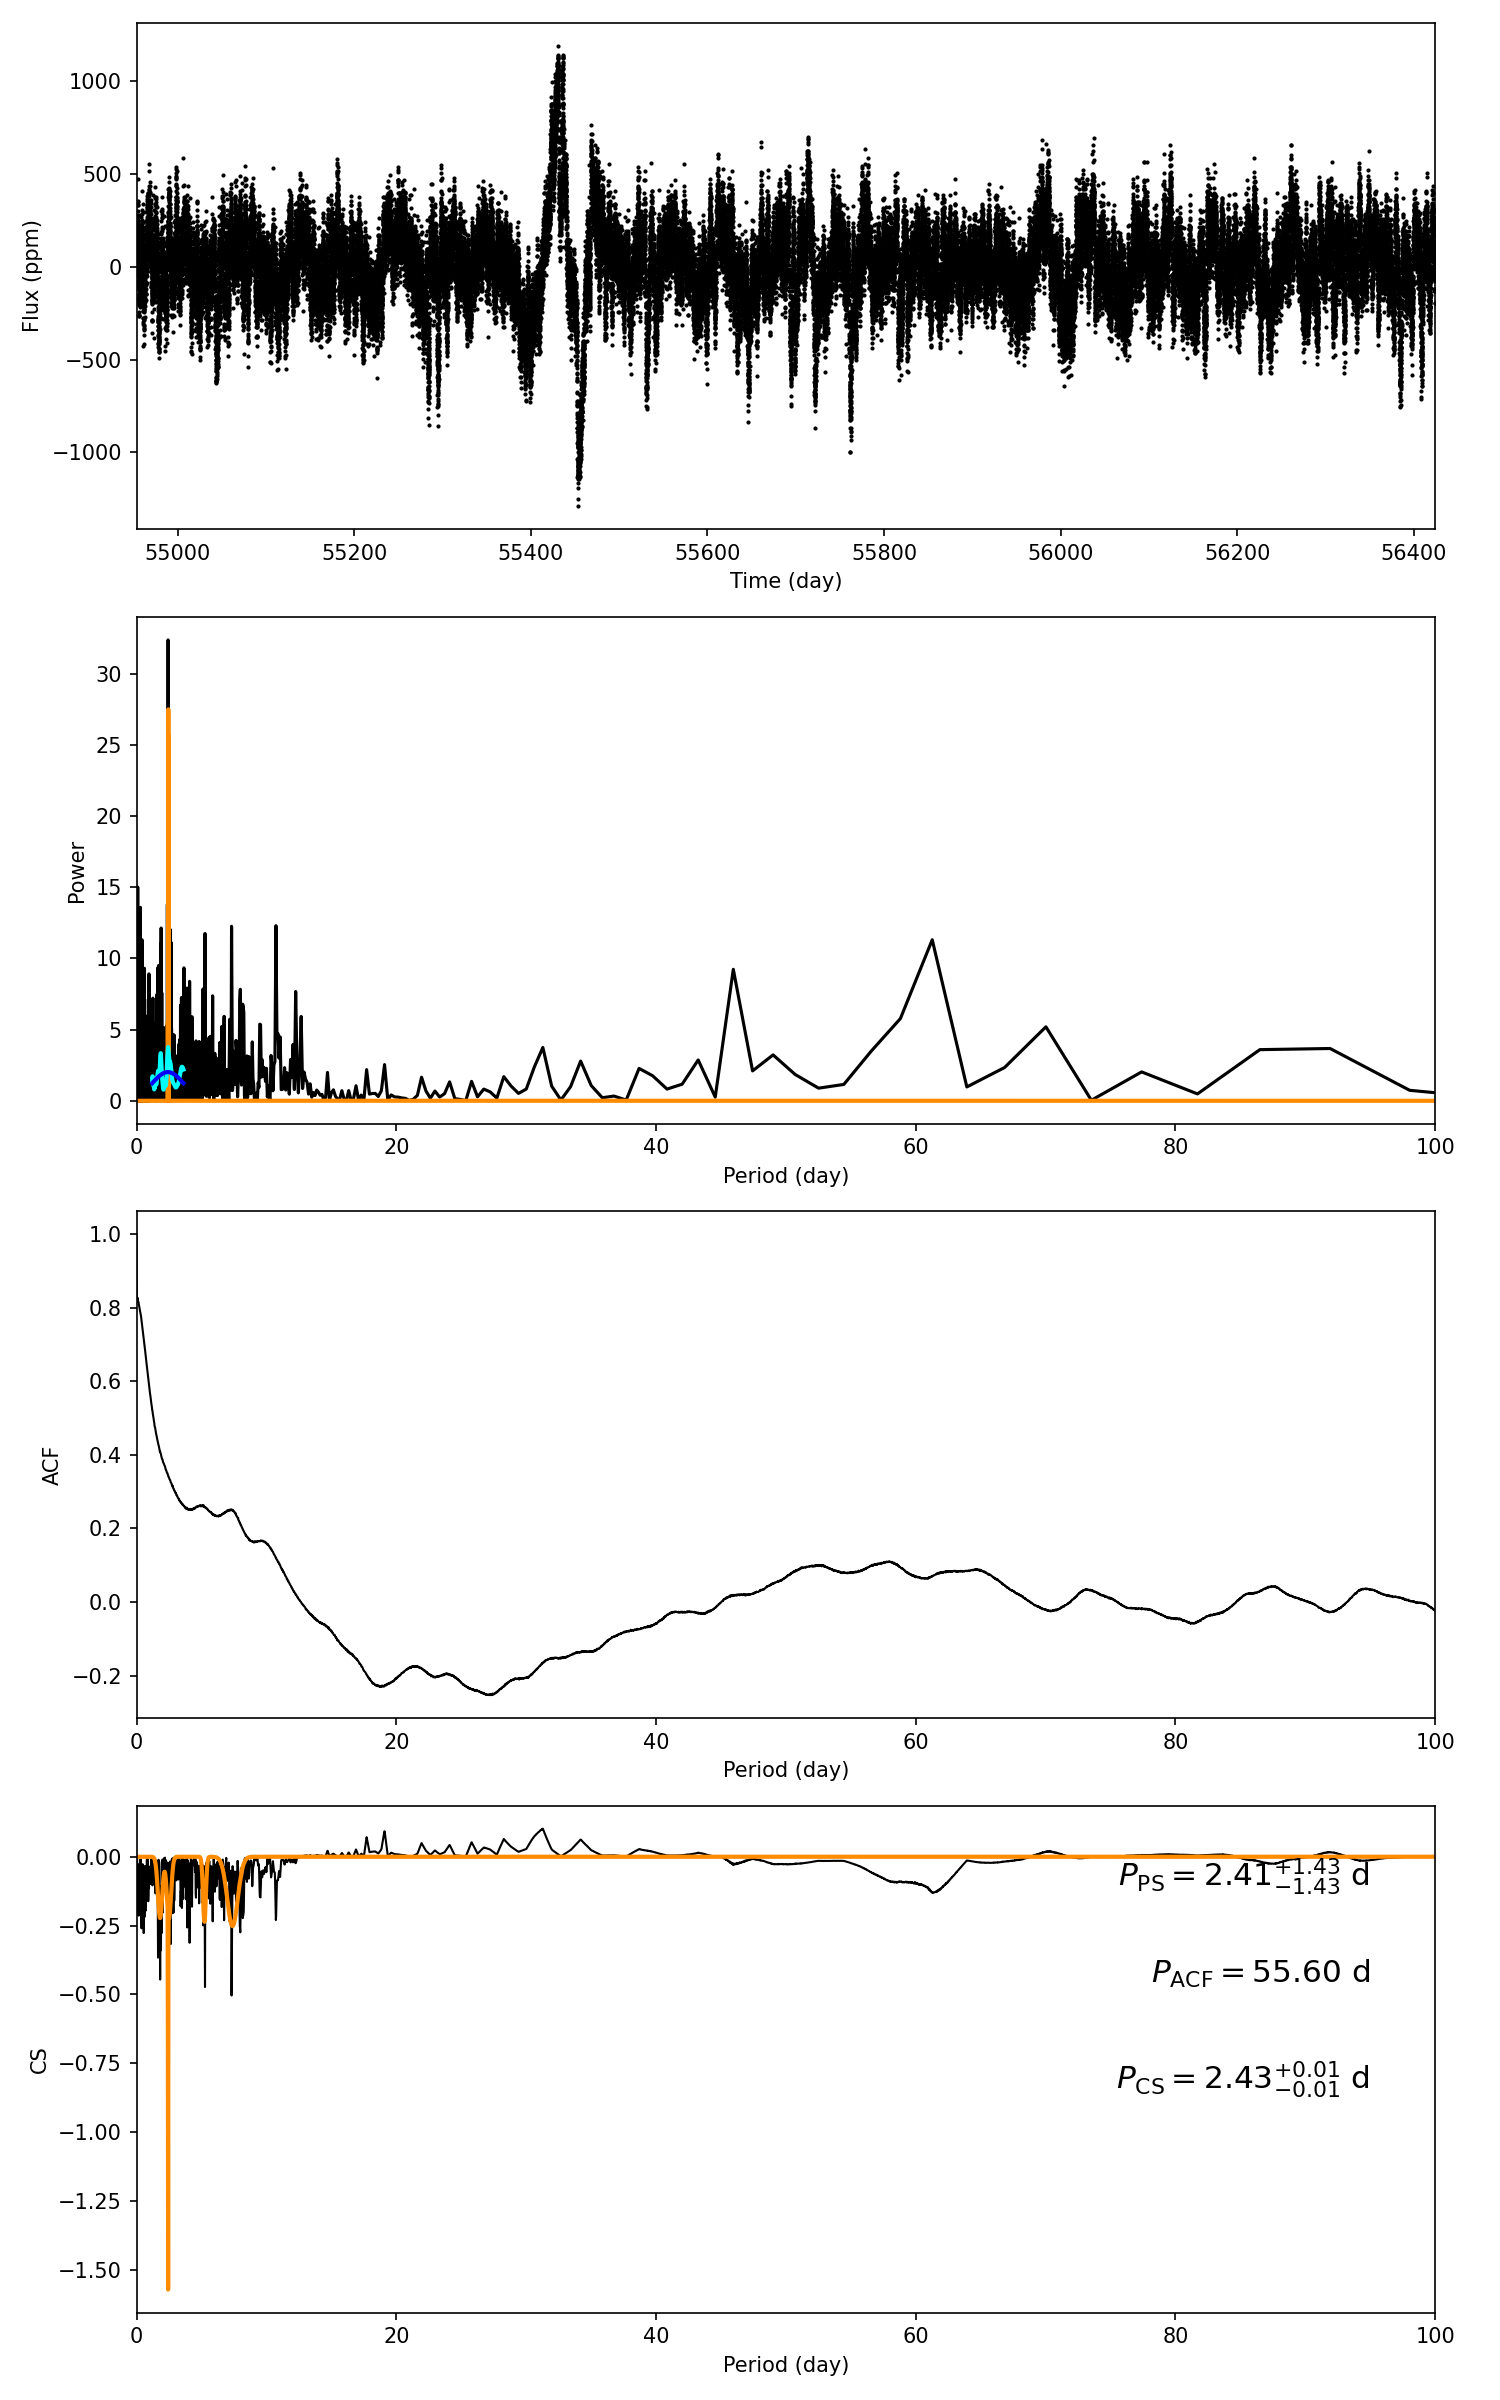 1000
500
0
−500
−1000
Flux (ppm)
55000 55200 55400 55600 55800 56000 56200 56400
Time (day)
30
25
20
15
10
5
0
Power
0 20 40 60 80 100
Period (day)
1.0
0.8
0.6
0.4
0.2
0.0
−0.2
ACF
0 20 40 60 80 100
Period (day)
0.00
−0.25
−0.50
−0.75
−1.00
−1.25
−1.50
CS
P_PS = 2.41 +1.43 −1.43 d
P_ACF = 55.60 d
P_CS = 2.43 +0.01 −0.01 d
0 20 40 60 80 100
Period (day)